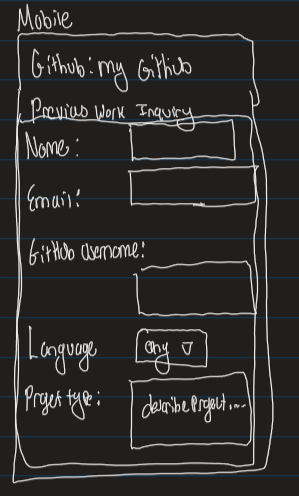 Mobile
Github: my GitHub
Previous Work Inquiry
Name:
Email:
GitHub Username:
Language any
Project type: describe Project....